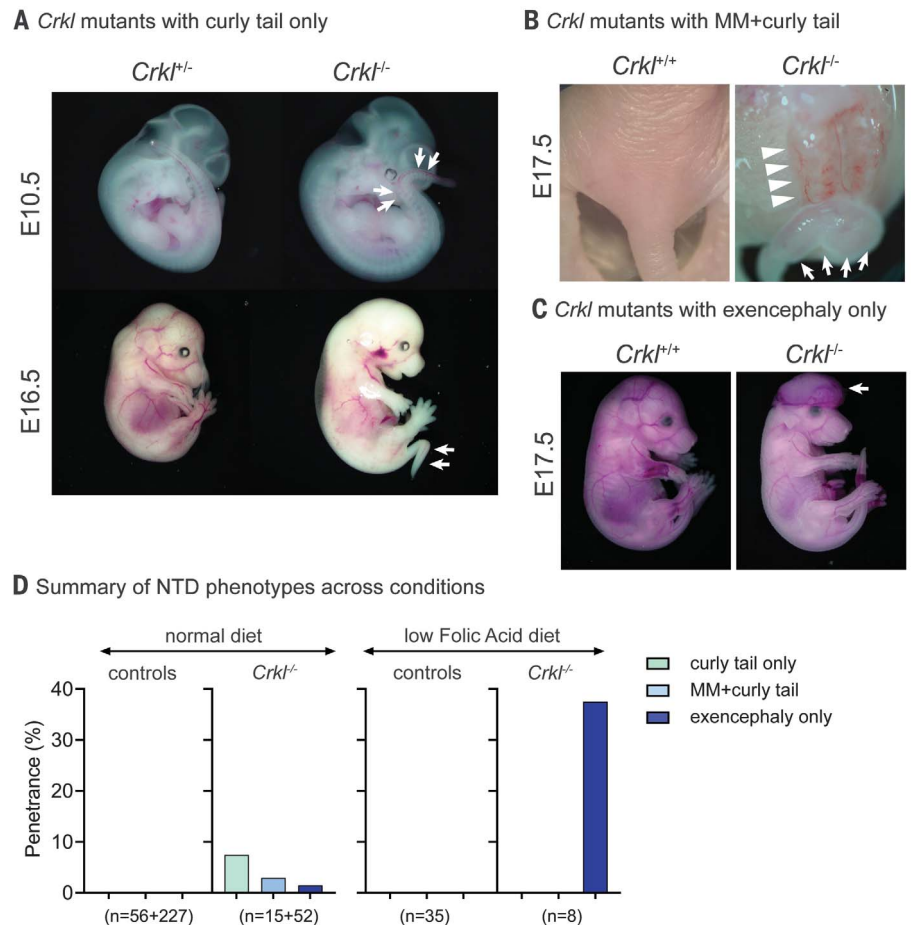 A Crkl mutants with curly tail only
Crkl+/- Crkl-/-
E10.5
E16.5
B Crkl mutants with MM+curly tail
Crkl+/+ Crkl-/-
E17.5
C Crkl mutants with exencephaly only
Crkl+/+ Crkl-/-
E17.5
D Summary of NTD phenotypes across conditions
normal diet low Folic Acid diet
controls Crkl-/- controls Crkl-/-
curly tail only
MM+curly tail
exencephaly only
Penetrance (%)
40
30
20
10
0
(n=56+227) (n=15+52) (n=35) (n=8)